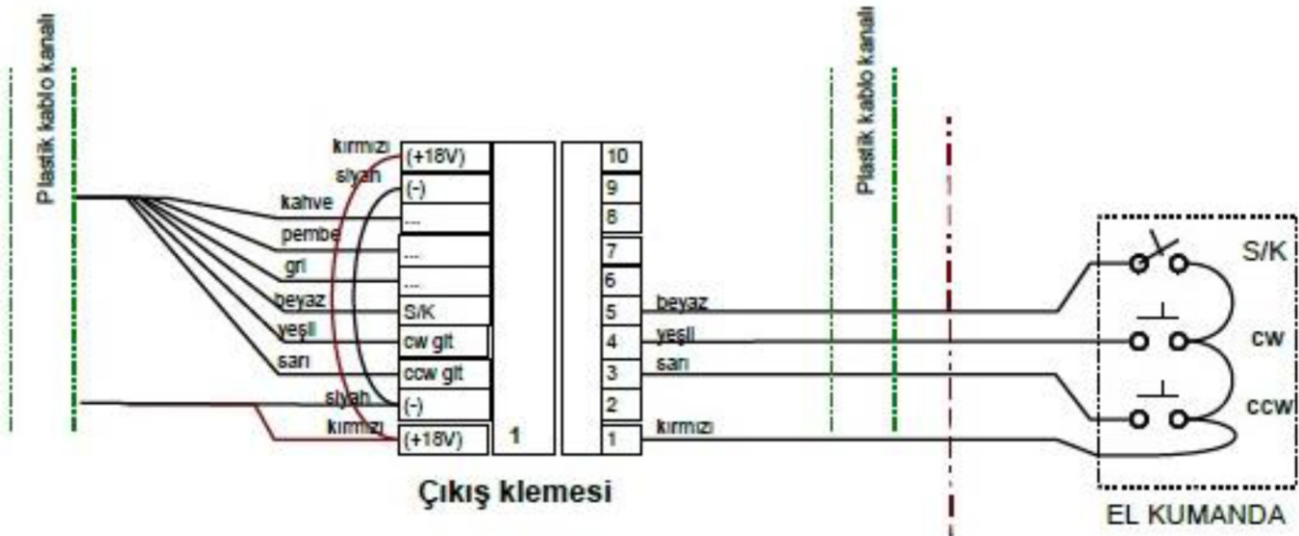 Plastik kablo kanalı
Plastik kablo kanalı
kırmızı
(+18V)
10
siyah
(-)
9
kahve
...
8
pembe
...
7
gri
...
6
beyaz
S/K
5
beyaz
yeşil
cw git
4
yeşil
sarı
ccw git
3
sarı
siyah
(-)
2
kırmızı
(+18V)
1
1
kırmızı
Çıkış klemesi
S/K
CW
CCW
EL KUMANDA